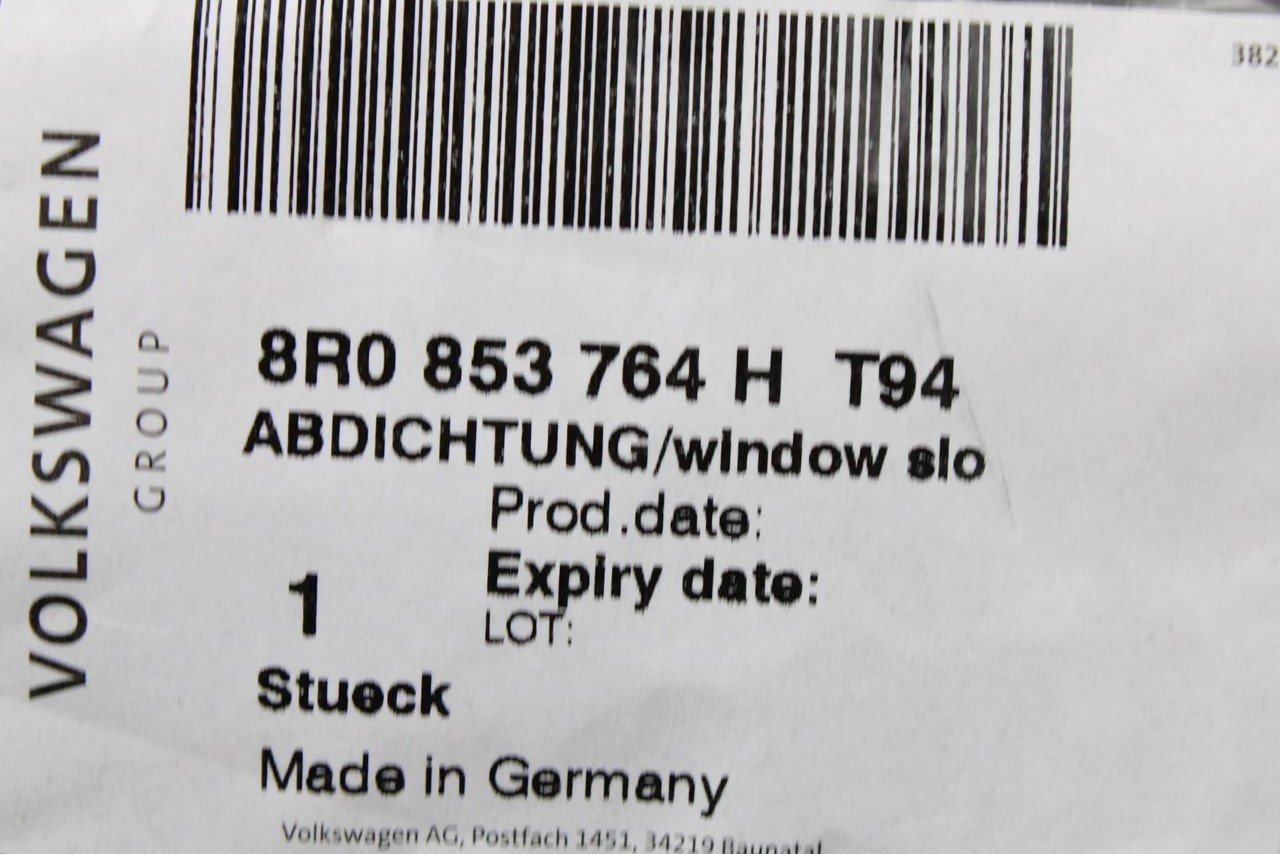 382
VOLKSWAGEN
GROUP
8R0 853 764 H T94
ABDICHTUNG/window slo
Prod.date:
Expiry date:
1
LOT:
Stueck
Made in Germany
Volkswagen AG, Postfach 1451, 34219 Baunatal